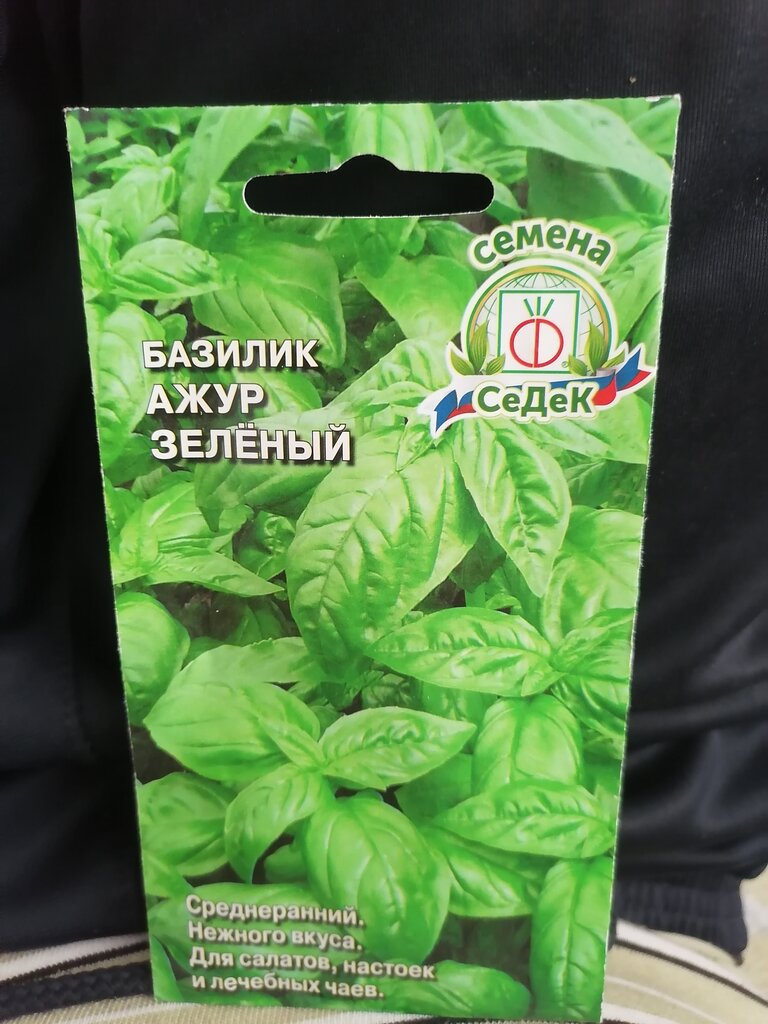 семена
СеДеК
БАЗИЛИК
АЖУР
ЗЕЛЁНЫЙ
Среднеранний.
Нежного вкуса.
Для салатов, настоек
и лечебных чаев.